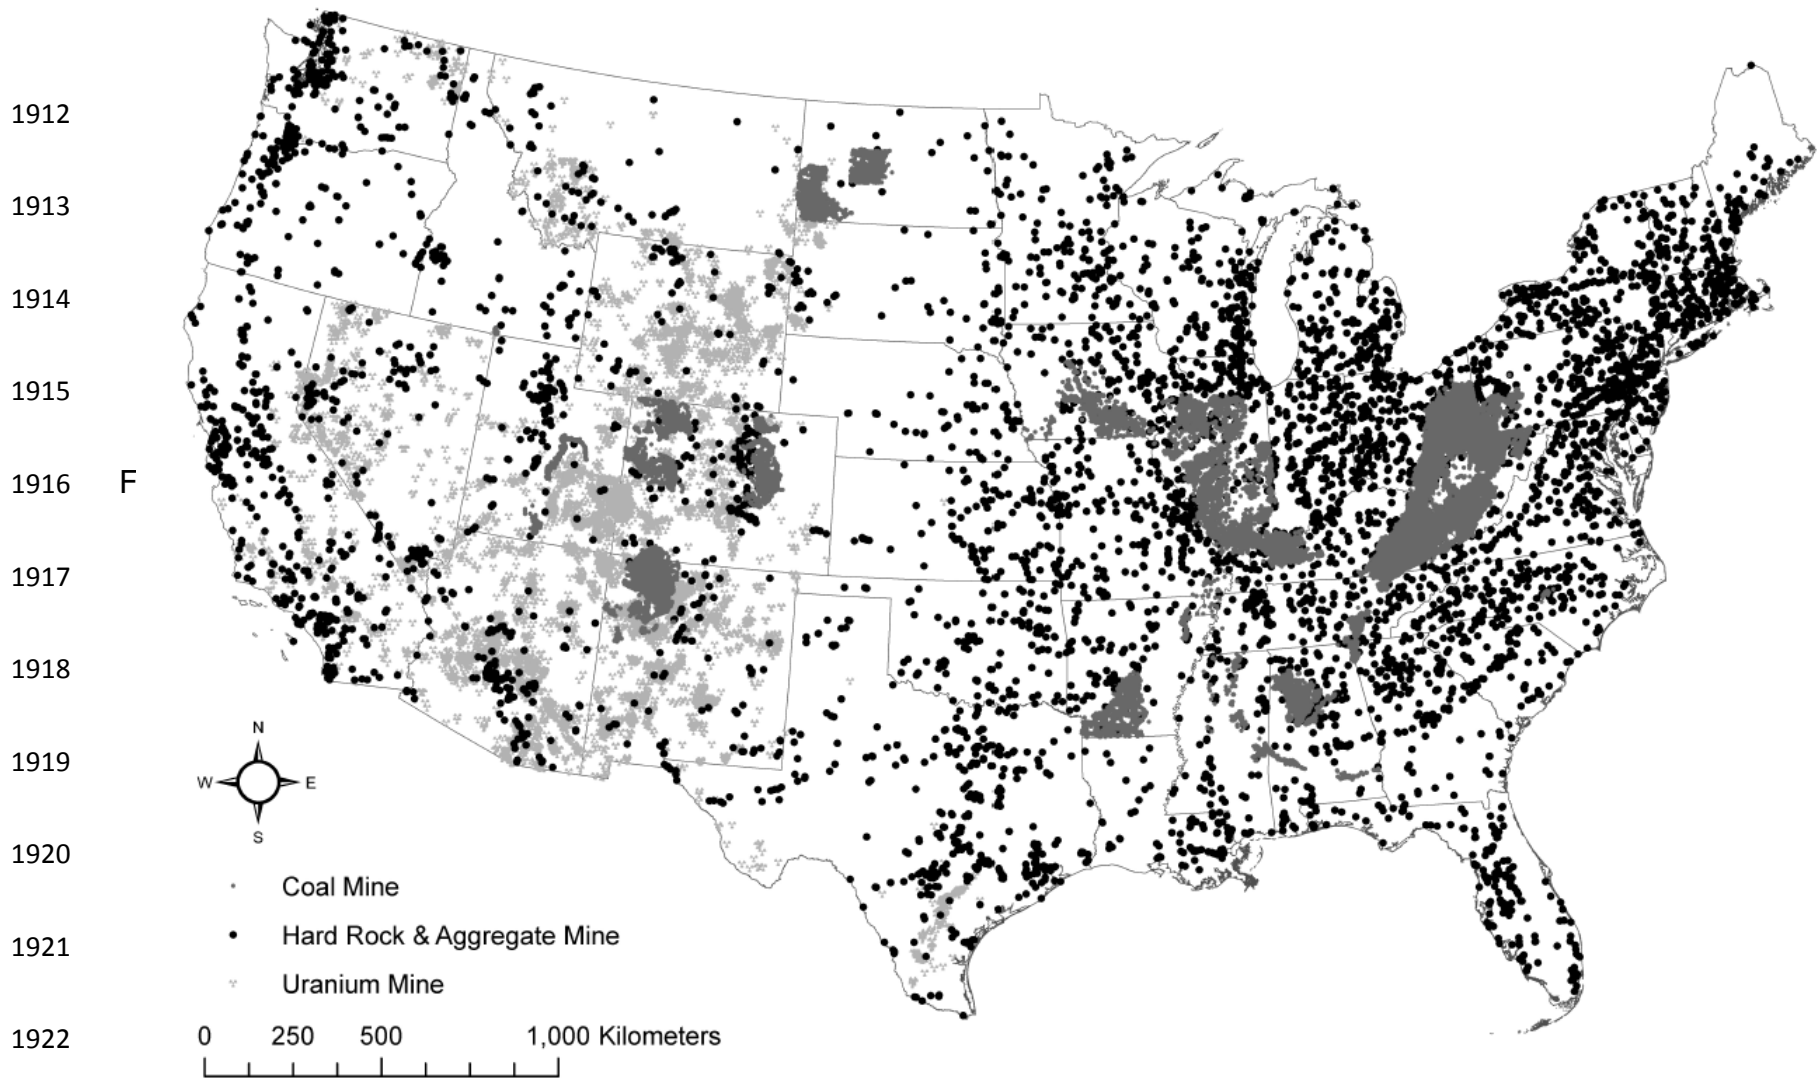 1912
1913
1914
1915
1916 F
1917
1918
N
1919
W E
S
1920
Coal Mine
Hard Rock & Aggregate Mine
1921
Uranium Mine
1922
0 250 500 1,000 Kilometers